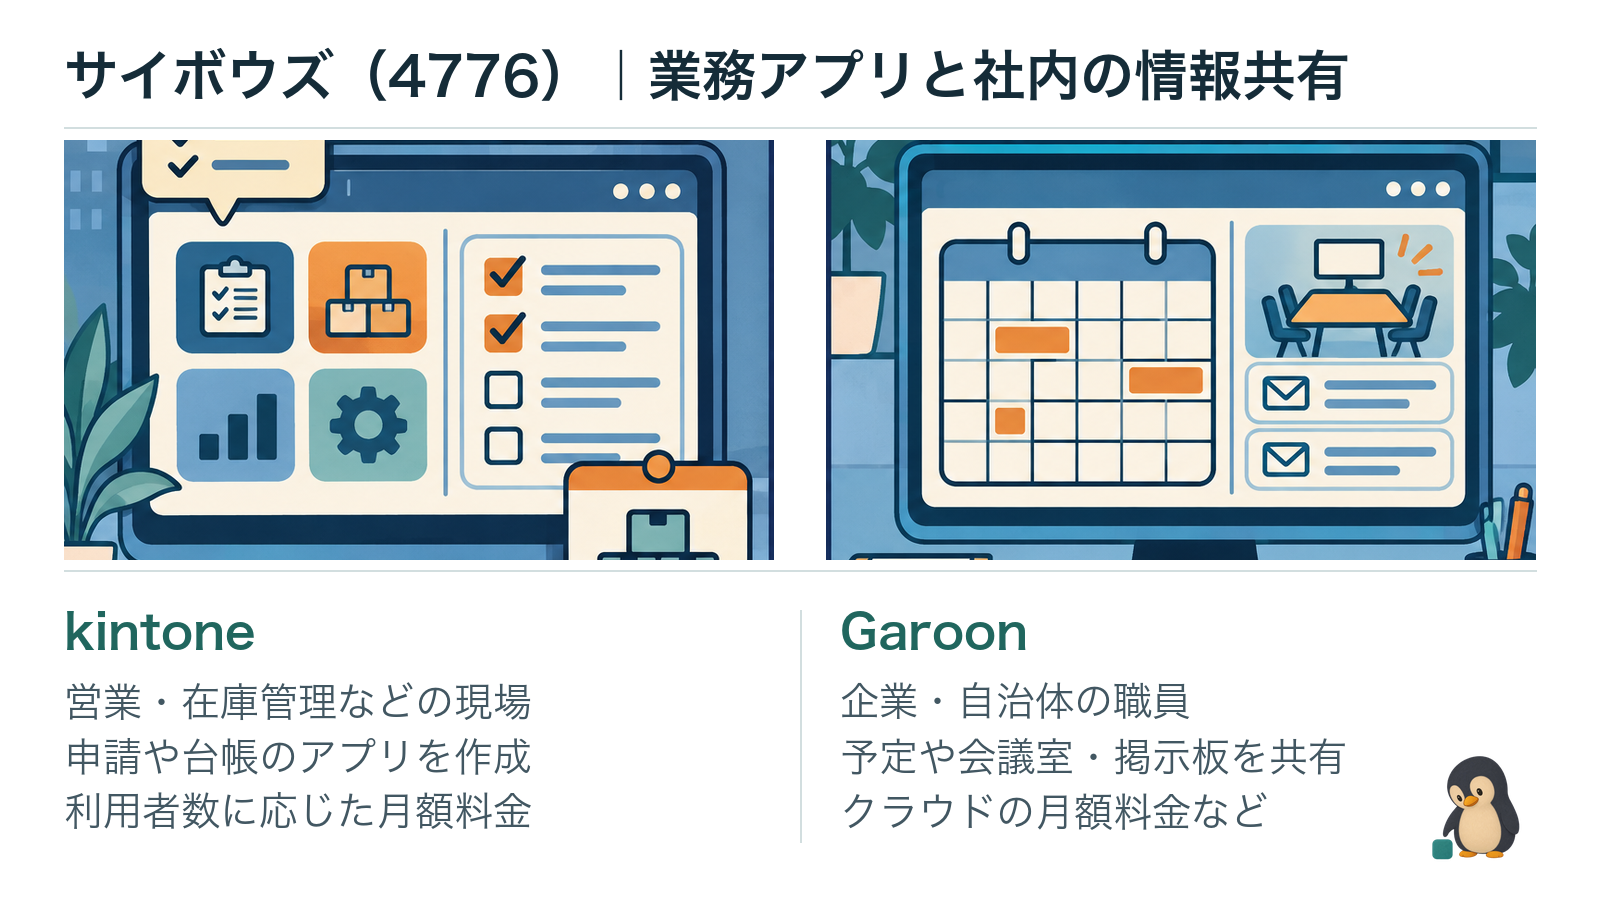 サイボウズ（4776）｜業務アプリと社内の情報共有
kintone
営業・在庫管理などの現場
申請や台帳のアプリを作成
利用者数に応じた月額料金
Garoon
企業・自治体の職員
予定や会議室・掲示板を共有
クラウドの月額料金など